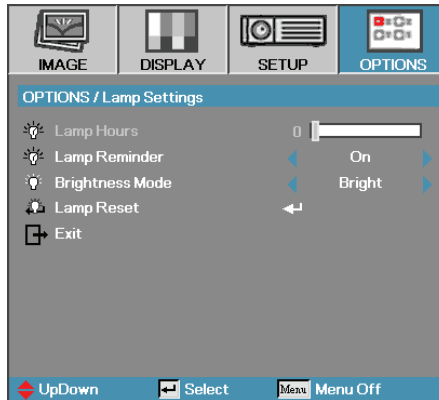 IMAGE DISPLAY SETUP OPTIONS
OPTIONS / Lamp Settings
Lamp Hours 0
Lamp Reminder On
Brightness Mode Bright
Lamp Reset
Exit
UpDown Select Menu Menu Off